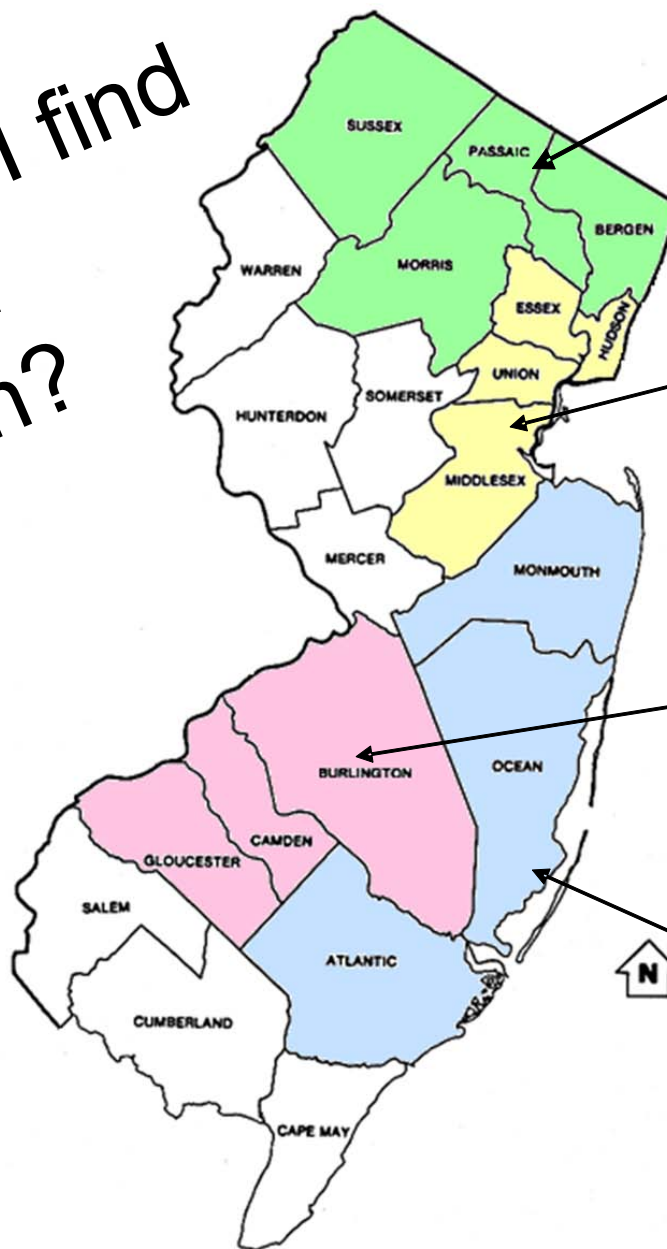 I find
n?
SUSSEX
PASSAIC
BERGEN
WARREN
MORRIS
ESSEX
HUDSON
UNION
SOMERSET
HUNTERDON
MIDDLESEX
MERCER
MONMOUTH
OCEAN
BURLINGTON
CAMDEN
GLOUCESTER
SALEM
ATLANTIC
N
CUMBERLAND
CAPE MAY